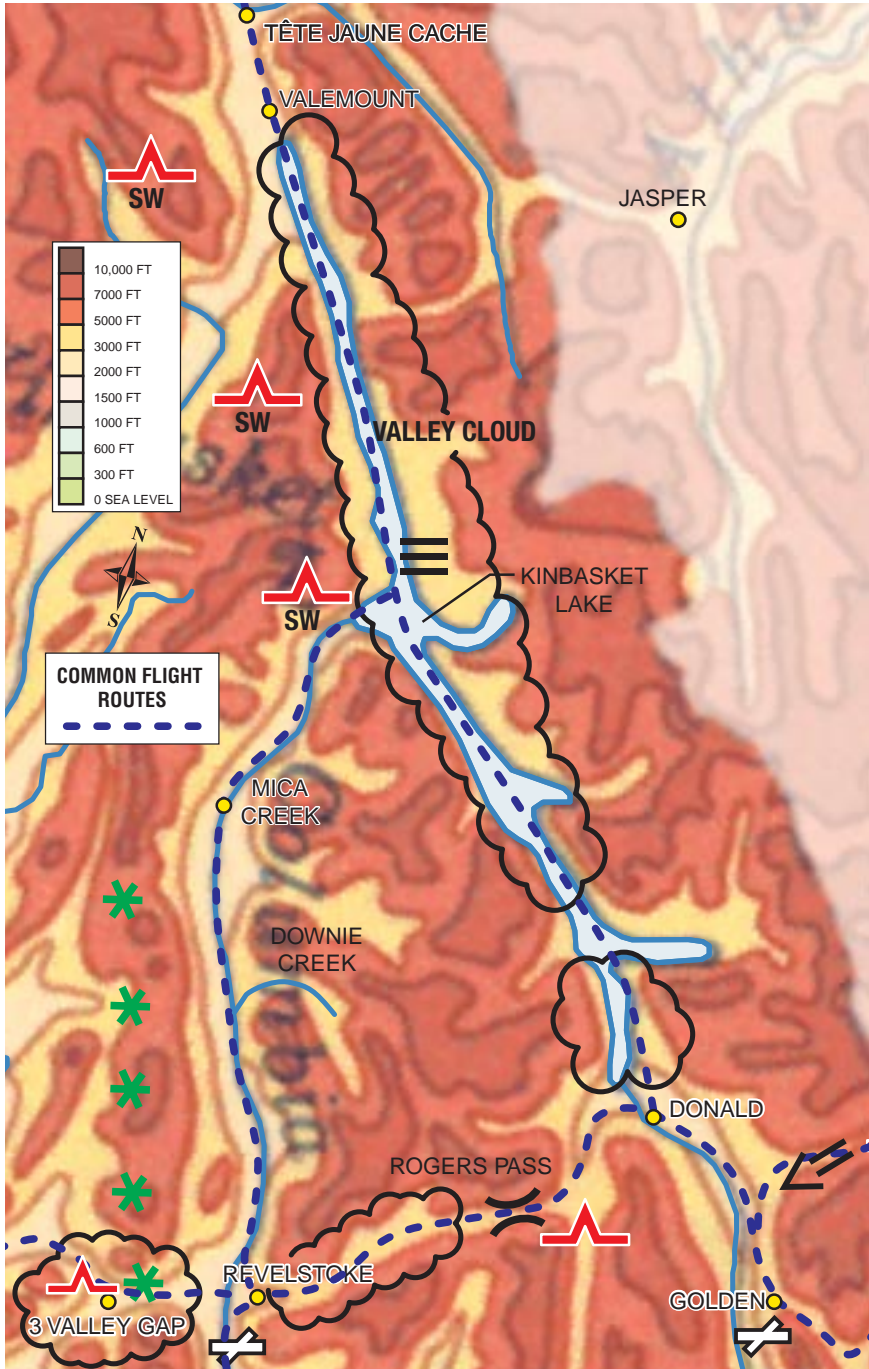 TÊTE JAUNE CACHE
VALEMOUNT
SW
JASPER
10,000 FT
7000 FT
5000 FT
3000 FT
2000 FT
1500 FT
1000 FT
600 FT
300 FT
0 SEA LEVEL
SW
VALLEY CLOUD
N
S
KINBASKET
LAKE
SW
COMMON FLIGHT
ROUTES
MICA
CREEK
DOWNIE
CREEK
DONALD
ROGERS PASS
REVELSTOKE
GOLDEN
3 VALLEY GAP